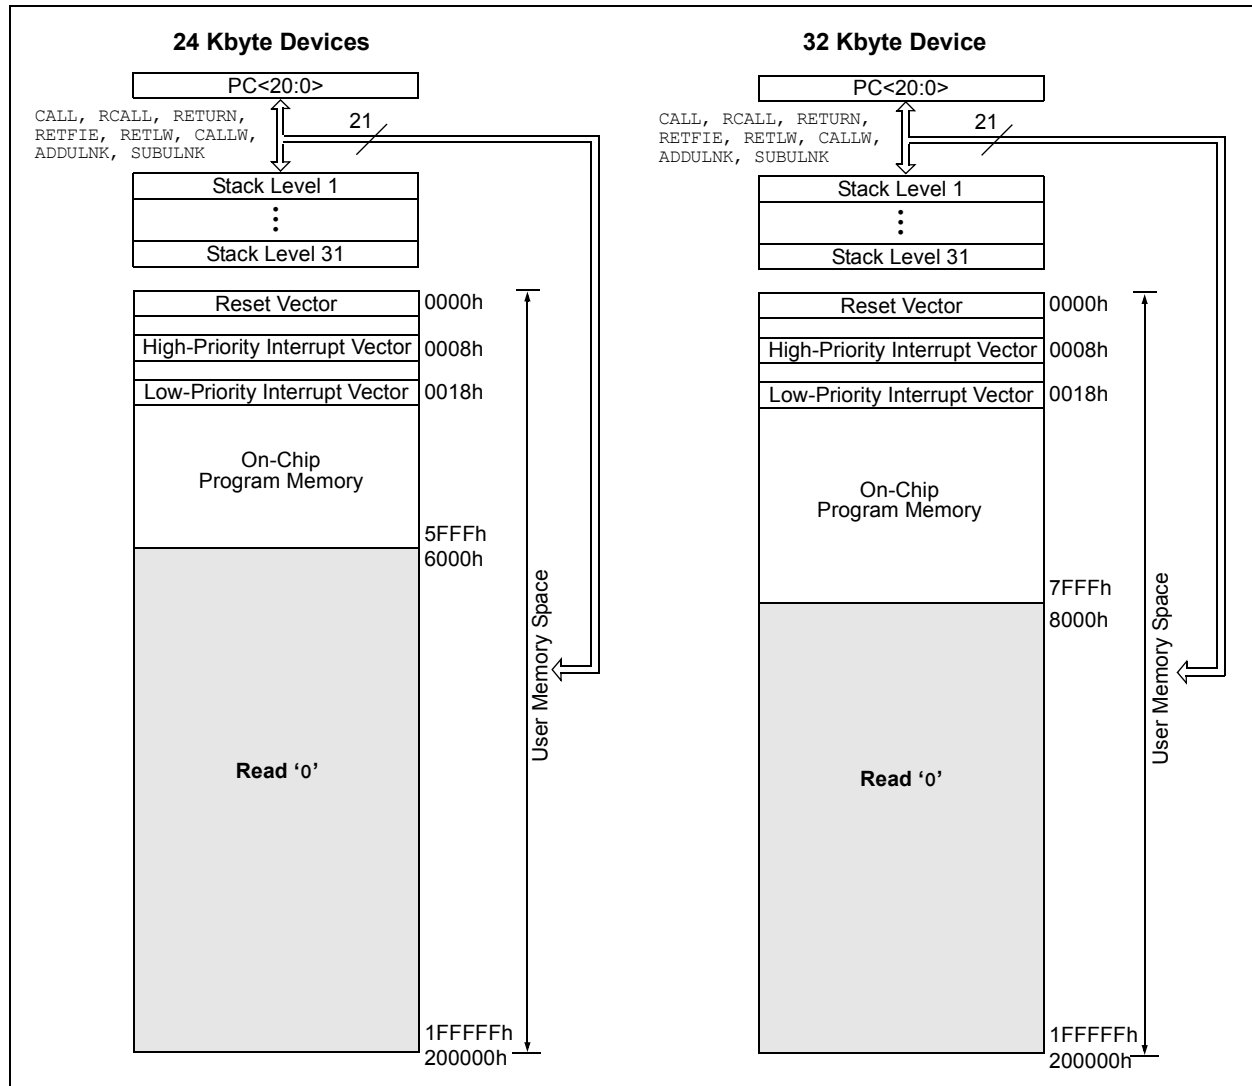 24 Kbyte Devices
PC<20:0>
CALL, RCALL, RETURN,
RETFIE, RETLW, CALLW,
ADDULNK, SUBULNK
21
Stack Level 1
•
•
•
Stack Level 31
Reset Vector
0000h
High-Priority Interrupt Vector
0008h
Low-Priority Interrupt Vector
0018h
On-Chip
Program Memory
5FFFh
6000h
User Memory Space
Read ‘0’
1FFFFFh
200000h
32 Kbyte Device
PC<20:0>
CALL, RCALL, RETURN,
RETFIE, RETLW, CALLW,
ADDULNK, SUBULNK
21
Stack Level 1
•
•
•
Stack Level 31
Reset Vector
0000h
High-Priority Interrupt Vector
0008h
Low-Priority Interrupt Vector
0018h
On-Chip
Program Memory
7FFFh
8000h
User Memory Space
Read ‘0’
1FFFFFh
200000h